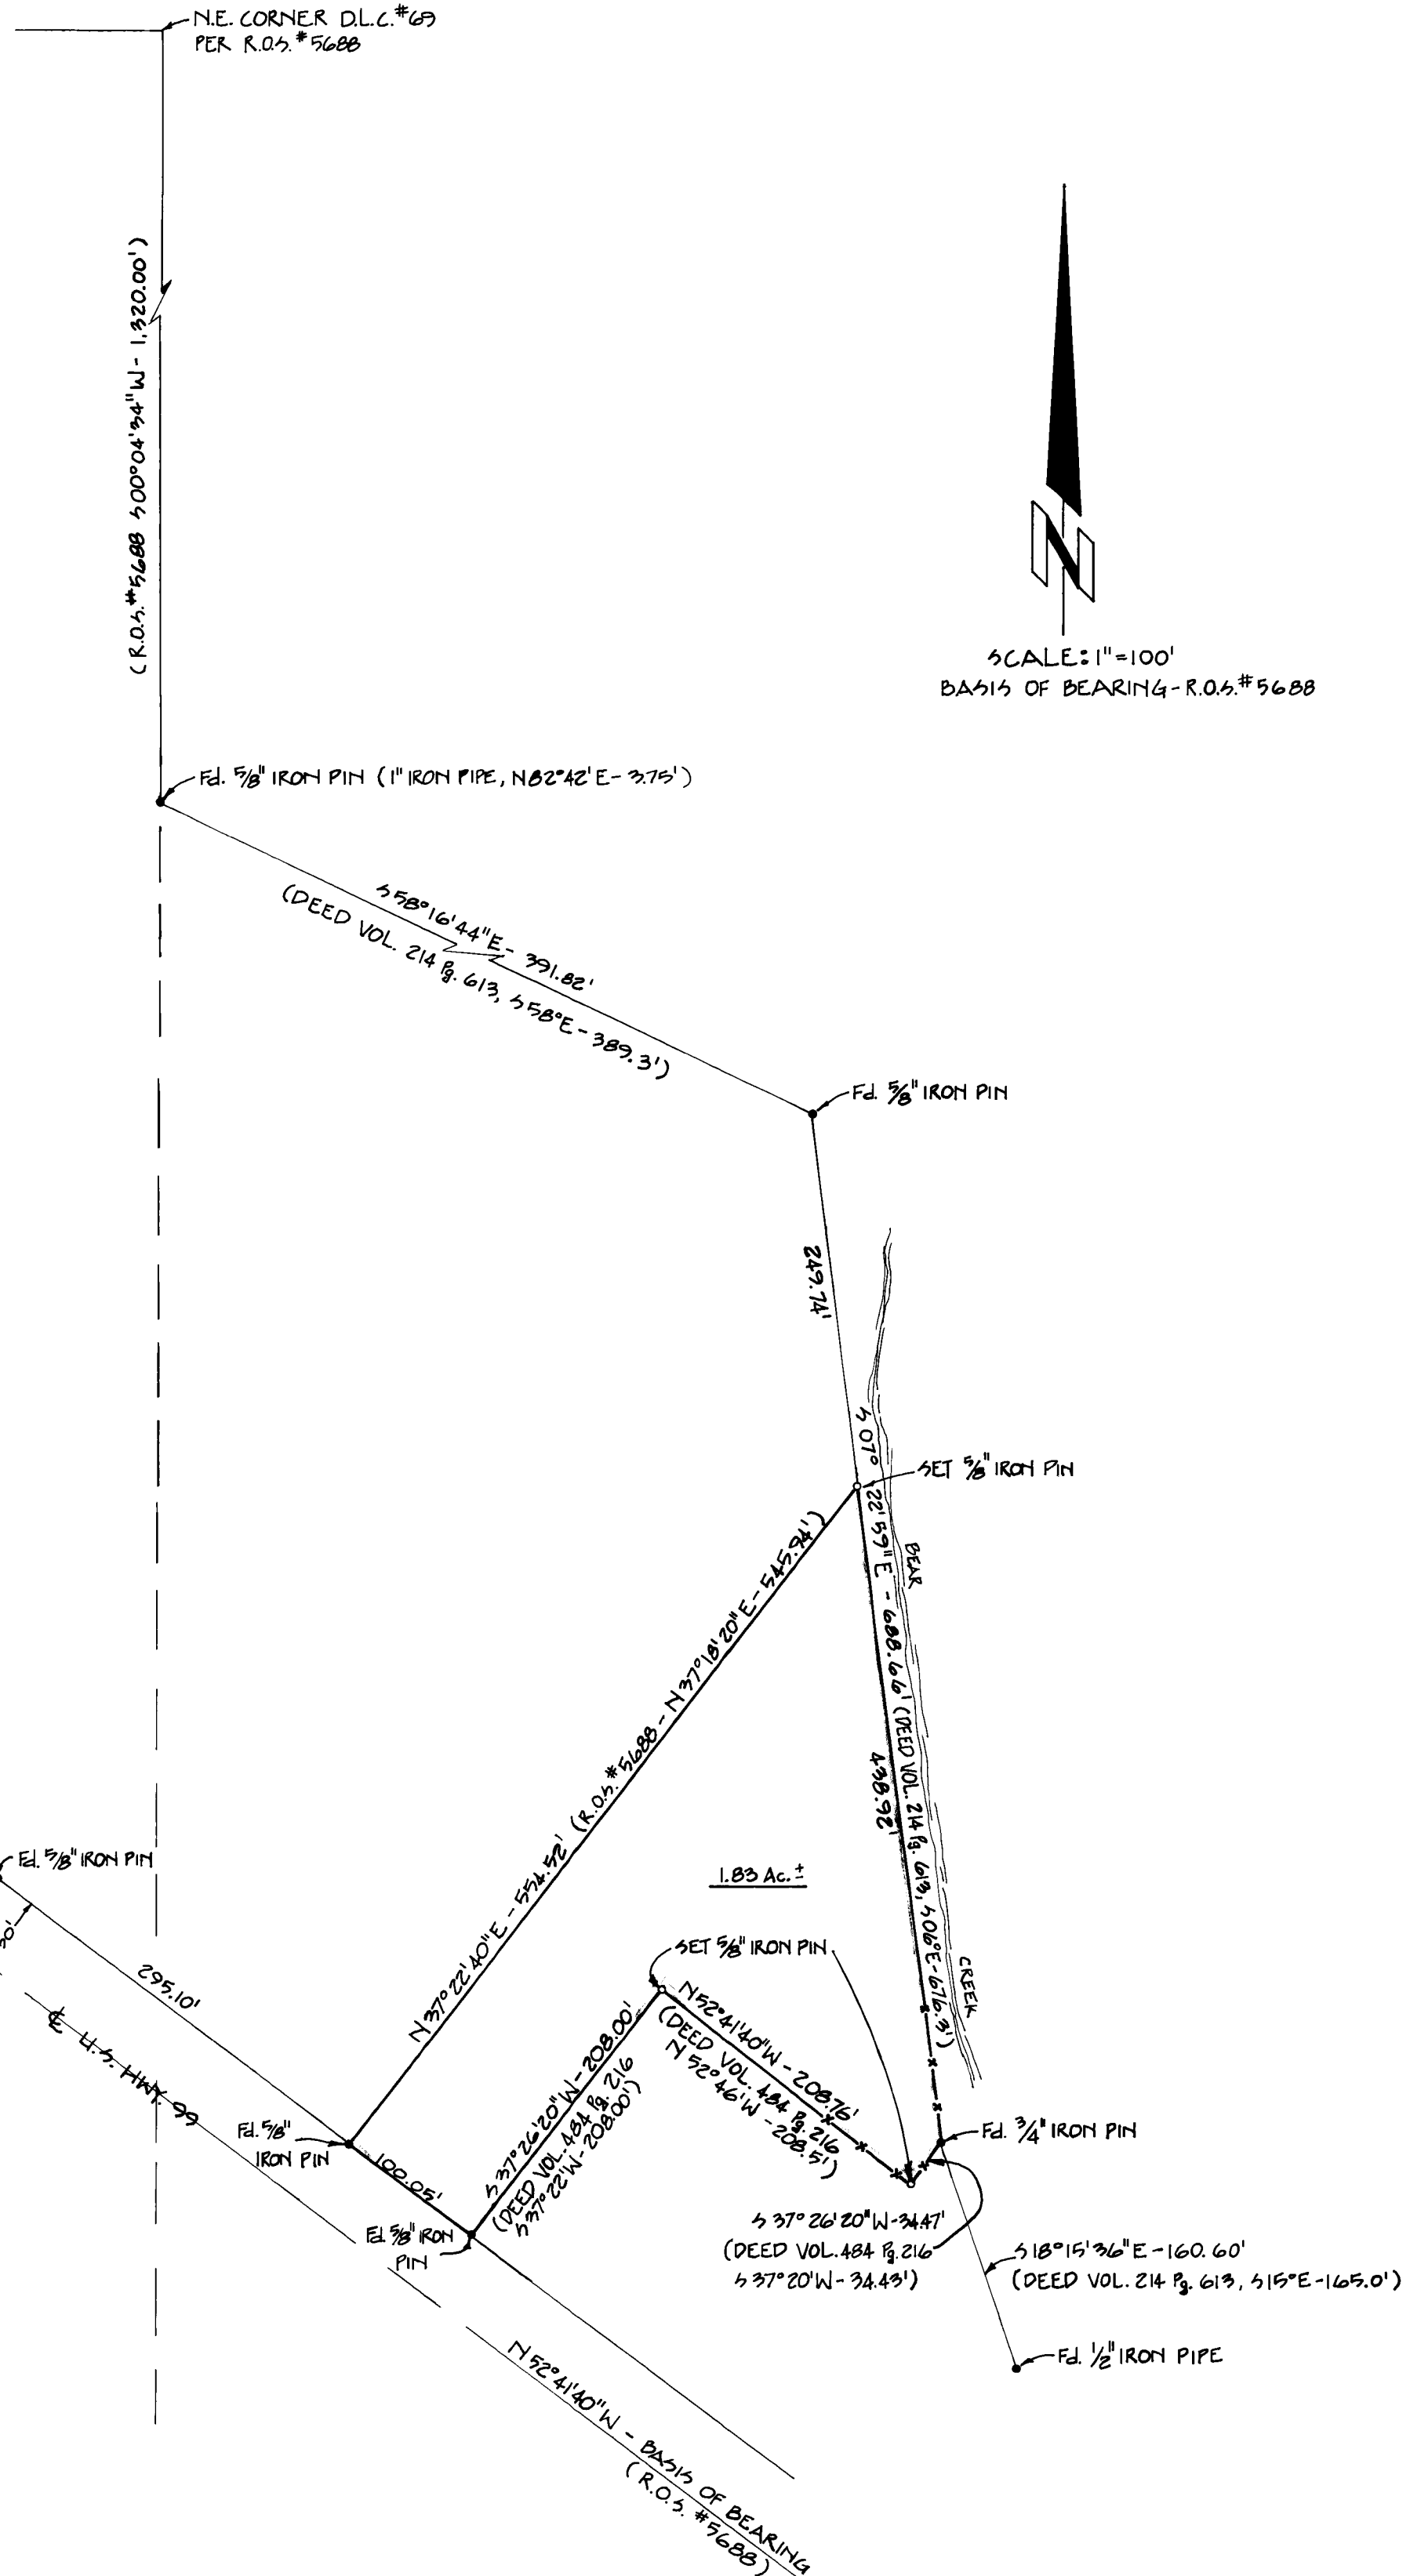 N.E. CORNER D.L.C. #69
PER R.O.S. #5688
(R.O.S. #5688 S00°04'34"W - 1,320.00')
N
SCALE: 1"=100'
BASIS OF BEARING - R.O.S. #5688
Fd. 5/8" IRON PIN (1" IRON PIPE, N82°42'E - 3.75')
S58°16'44"E - 391.82'
(DEED VOL. 214 Pg. 613, S58°E - 389.3')
Fd. 5/8" IRON PIN
249.74'
S 07° 22'59"E - 688.66' (DEED VOL. 214 Pg. 613, S06°E - 676.3')
SET 5/8" IRON PIN
BEAR
N37°22'40"E - 554.52' (R.O.S. #5688 - N37°18'20"E - 545.94')
438.92'
1.83 Ac.±
Fd. 5/8" IRON PIN
295.10'
℄ U.S. HWY. 99
SET 5/8" IRON PIN
CREEK
N52°41'40"W - 208.76'
(DEED VOL. 484 Pg. 216
N 52°46'W - 208.5')
S37°26'20"W - 208.00'
(DEED VOL. 484 Pg. 216
S37°22'W - 208.00')
Fd. 5/8"
IRON PIN
100.05'
Fd. 3/4" IRON PIN
Fd. 5/8" IRON
PIN
S 37°26'20"W - 34.47'
(DEED VOL. 484 Pg. 216
S 37°20'W - 34.43')
S18°15'36"E - 160.60'
(DEED VOL. 214 Pg. 613, S15°E - 165.0')
Fd. 1/2" IRON PIPE
N52°41'40"W - BASIS OF BEARING
(R.O.S. #5688)